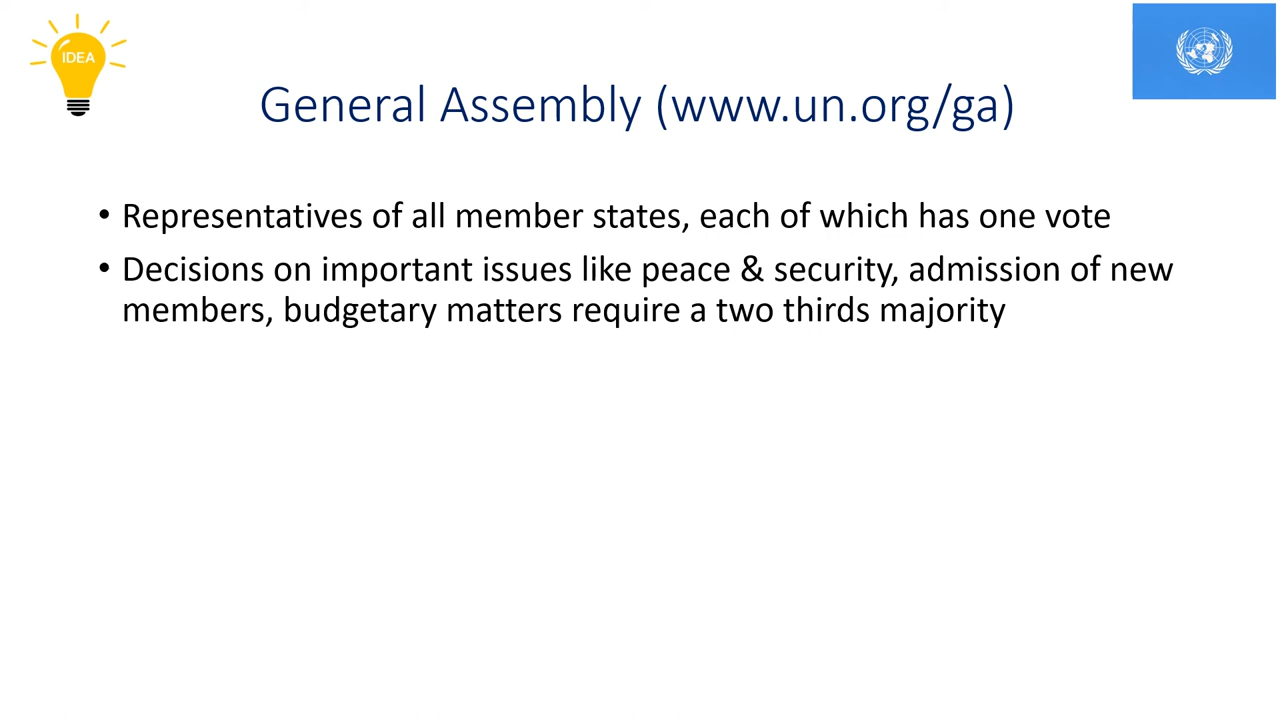 IDEA
General Assembly (www.un.org/ga)
• Representatives of all member states, each of which has one vote
• Decisions on important issues like peace & security, admission of new
members, budgetary matters require a two thirds majority